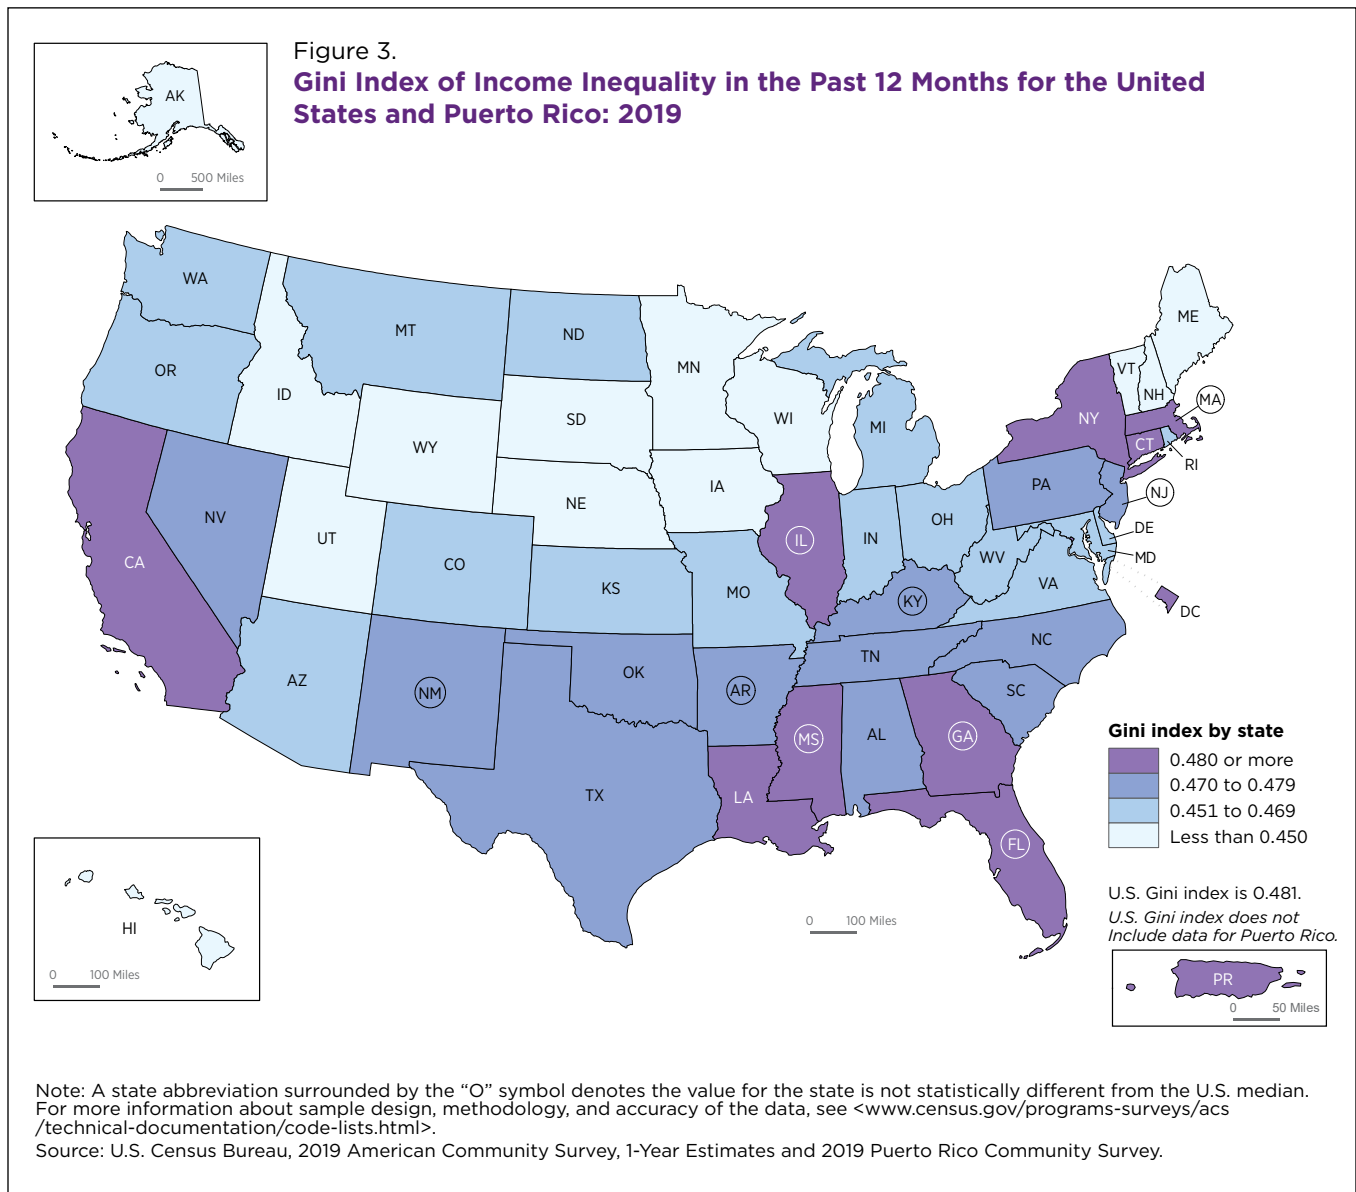 Figure 3.
Gini Index of Income Inequality in the Past 12 Months for the United
States and Puerto Rico: 2019
AK
0 500 Miles
WA
MT
ND
MN
ME
OR
ID
SD
WI
MI
VT
NH
NY
MA
WY
CT
RI
NV
UT
NE
IA
PA
NJ
CA
CO
IL
IN
OH
DE
WV
MD
KS
MO
KY
VA
DC
AZ
NM
OK
AR
TN
NC
SC
TX
LA
MS
AL
GA
FL
Gini index by state
0.480 or more
0.470 to 0.479
0.451 to 0.469
Less than 0.450
U.S. Gini index is 0.481.
U.S. Gini index does not
Include data for Puerto Rico.
HI
0 100 Miles
0 100 Miles
PR
0 50 Miles
Note: A state abbreviation surrounded by the “O” symbol denotes the value for the state is not statistically different from the U.S. median.
For more information about sample design, methodology, and accuracy of the data, see <www.census.gov/programs-surveys/acs
/technical-documentation/code-lists.html>.
Source: U.S. Census Bureau, 2019 American Community Survey, 1-Year Estimates and 2019 Puerto Rico Community Survey.